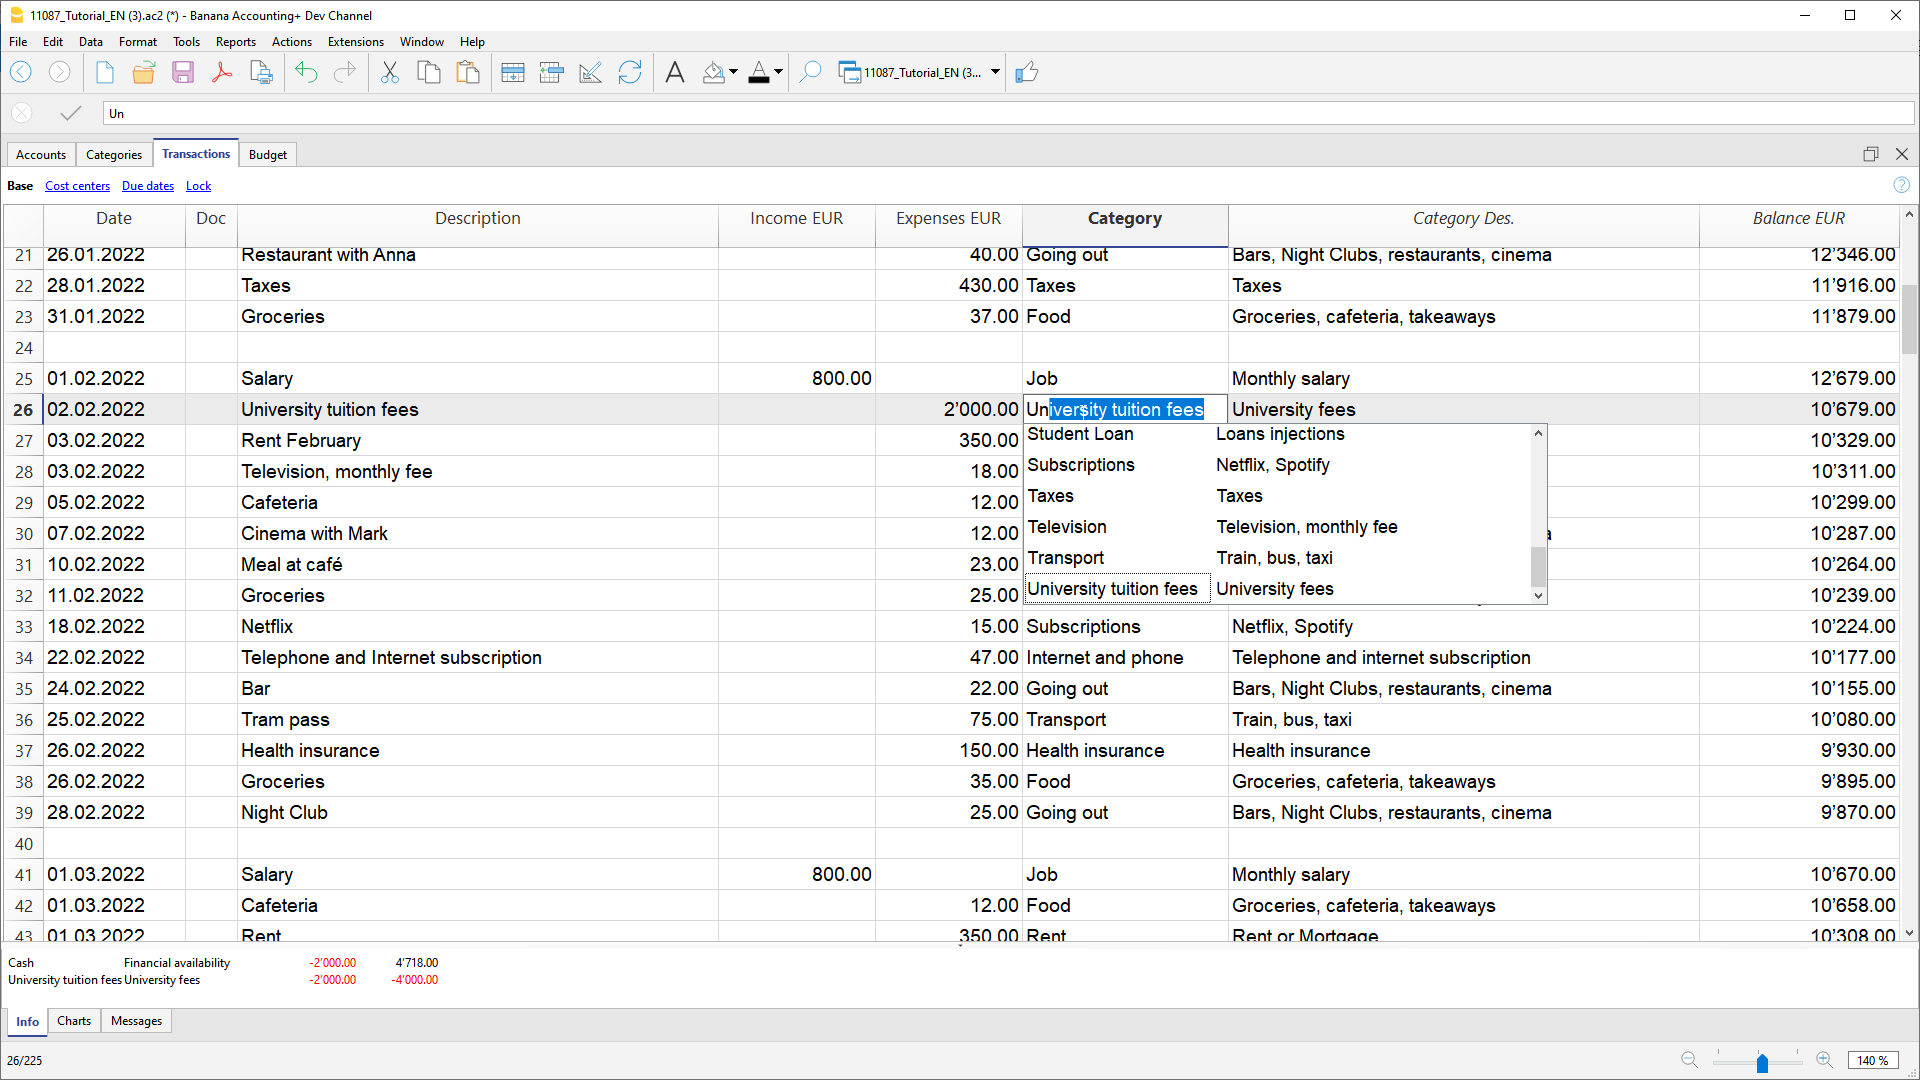 11087_Tutorial_EN (3).ac2 (*) - Banana Accounting+ Dev Channel
File Edit Data Format Tools Reports Actions Extensions Window Help
11087_Tutorial_EN (3...
Un
Accounts Categories Transactions Budget
Base Cost centers Due dates Lock
Date Doc Description Income EUR Expenses EUR Category Category Des. Balance EUR
21 26.01.2022 Restaurant with Anna 40.00 Going out Bars, Night Clubs, restaurants, cinema 12’346.00
22 28.01.2022 Taxes 430.00 Taxes Taxes 11’916.00
23 31.01.2022 Groceries 37.00 Food Groceries, cafeteria, takeaways 11’879.00
24
25 01.02.2022 Salary 800.00 Job Monthly salary 12’679.00
26 02.02.2022 University tuition fees 2’000.00 University tuition fees University fees 10’679.00
27 03.02.2022 Rent February 350.00 Student Loan Loans injections 10’329.00
28 03.02.2022 Television, monthly fee 18.00 Subscriptions Netflix, Spotify 10’311.00
29 05.02.2022 Cafeteria 12.00 Taxes Taxes 10’299.00
30 07.02.2022 Cinema with Mark 12.00 Television Television, monthly fee 10’287.00
31 10.02.2022 Meal at café 23.00 Transport Train, bus, taxi 10’264.00
32 11.02.2022 Groceries 25.00 University tuition fees University fees 10’239.00
33 18.02.2022 Netflix 15.00 Subscriptions Netflix, Spotify 10’224.00
34 22.02.2022 Telephone and Internet subscription 47.00 Internet and phone Telephone and internet subscription 10’177.00
35 24.02.2022 Bar 22.00 Going out Bars, Night Clubs, restaurants, cinema 10’155.00
36 25.02.2022 Tram pass 75.00 Transport Train, bus, taxi 10’080.00
37 26.02.2022 Health insurance 150.00 Health insurance Health insurance 9’930.00
38 26.02.2022 Groceries 35.00 Food Groceries, cafeteria, takeaways 9’895.00
39 28.02.2022 Night Club 25.00 Going out Bars, Night Clubs, restaurants, cinema 9’870.00
40
41 01.03.2022 Salary 800.00 Job Monthly salary 10’670.00
42 01.03.2022 Cafeteria 12.00 Food Groceries, cafeteria, takeaways 10’658.00
43 01.03.2022 Rent 350.00 Rent Rent or Mortgage 10’308.00
Cash Financial availability -2’000.00 4’718.00
University tuition fees University fees -2’000.00 -4’000.00
Info Charts Messages
26/225 140 %